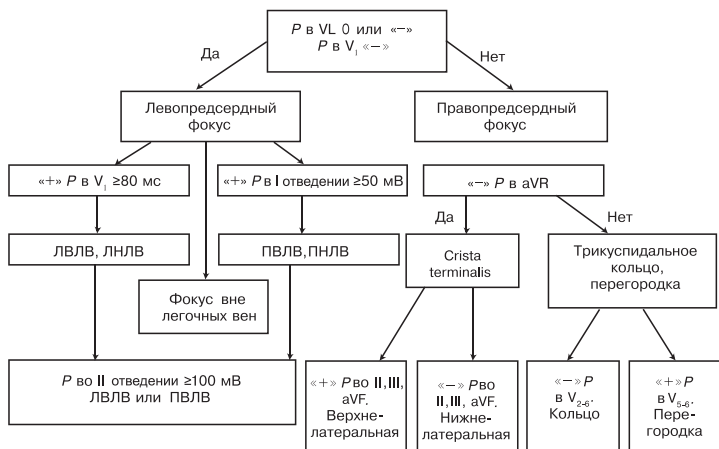 P в VL 0 или «–»
P в V₁ «–»
Да
Нет
Левопредсердный
фокус
Правопредсердный
фокус
«+» P в V₁ ≥80 мс
«+» P в I отведении ≥50 мВ
«–» P в aVR
Да
Нет
ЛВЛВ, ЛНЛВ
ПВЛВ, ПНЛВ
Crista
terminalis
Трикуспидальное
кольцо,
перегородка
Фокус вне
легочных вен
P во II отведении ≥100 мВ
ЛВЛВ или ПВЛВ
«+» P во II, III,
aVF.
Верхне-
латеральная
«–» P во
II, III, aVF.
Нижне-
латеральная
«–» P
в V₂₋₆.
Кольцо
«+» P
в V₅₋₆.
Пере-
городка